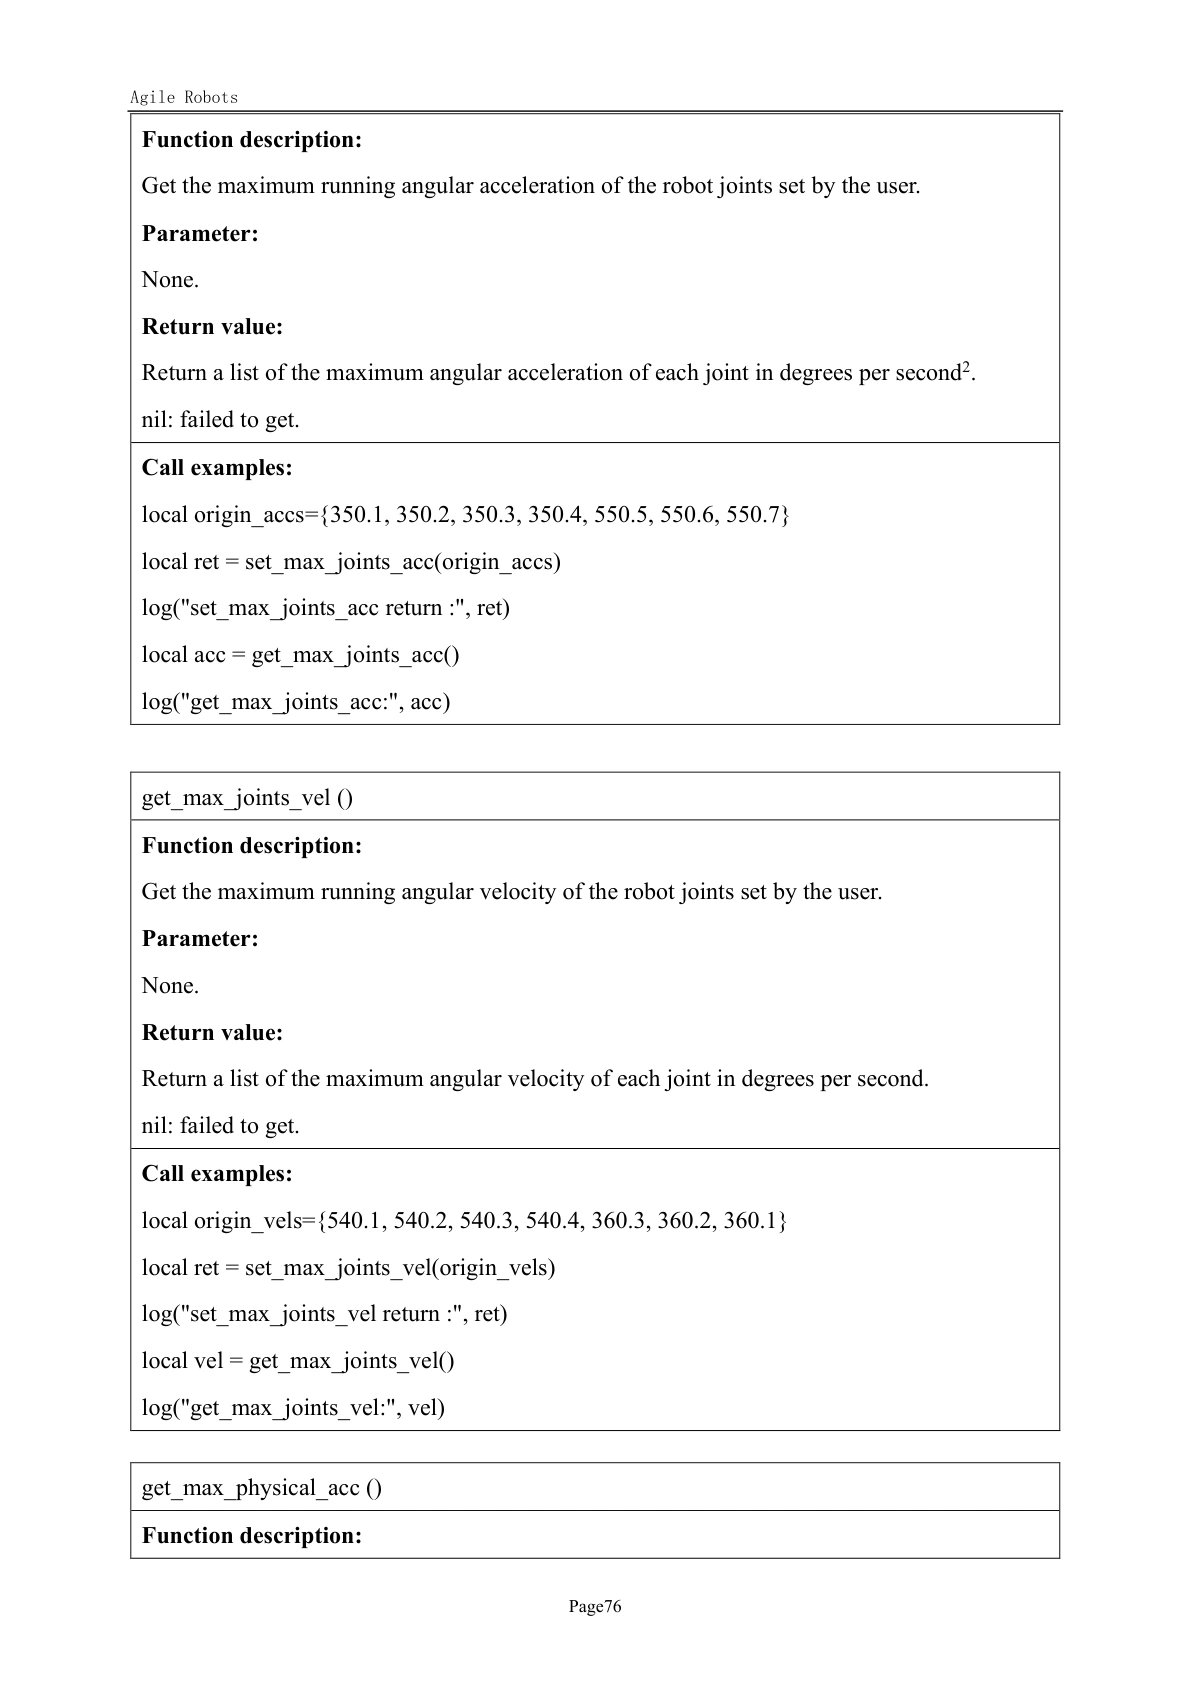 Agile Robots
Function description:
Get the maximum running angular acceleration of the robot joints set by the user.
Parameter:
None.
Return value:
Return a list of the maximum angular acceleration of each joint in degrees per second².
nil: failed to get.
Call examples:
local origin_accs={350.1, 350.2, 350.3, 350.4, 550.5, 550.6, 550.7}
local ret = set_max_joints_acc(origin_accs)
log("set_max_joints_acc return :", ret)
local acc = get_max_joints_acc()
log("get_max_joints_acc:", acc)
get_max_joints_vel ()
Function description:
Get the maximum running angular velocity of the robot joints set by the user.
Parameter:
None.
Return value:
Return a list of the maximum angular velocity of each joint in degrees per second.
nil: failed to get.
Call examples:
local origin_vels={540.1, 540.2, 540.3, 540.4, 360.3, 360.2, 360.1}
local ret = set_max_joints_vel(origin_vels)
log("set_max_joints_vel return :", ret)
local vel = get_max_joints_vel()
log("get_max_joints_vel:", vel)
get_max_physical_acc ()
Function description:
Page76